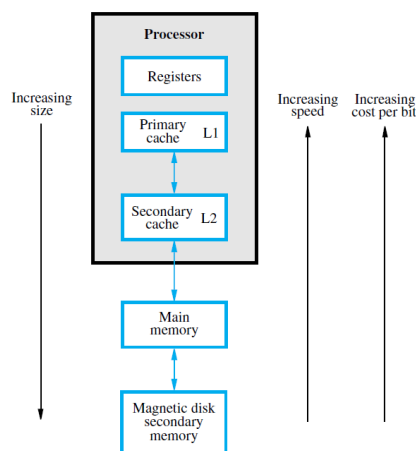 Processor
Registers
Increasing
size
Increasing
speed
Increasing
cost per bit
Primary
cache L1
Secondary
cache L2
Main
memory
Magnetic disk
secondary
memory